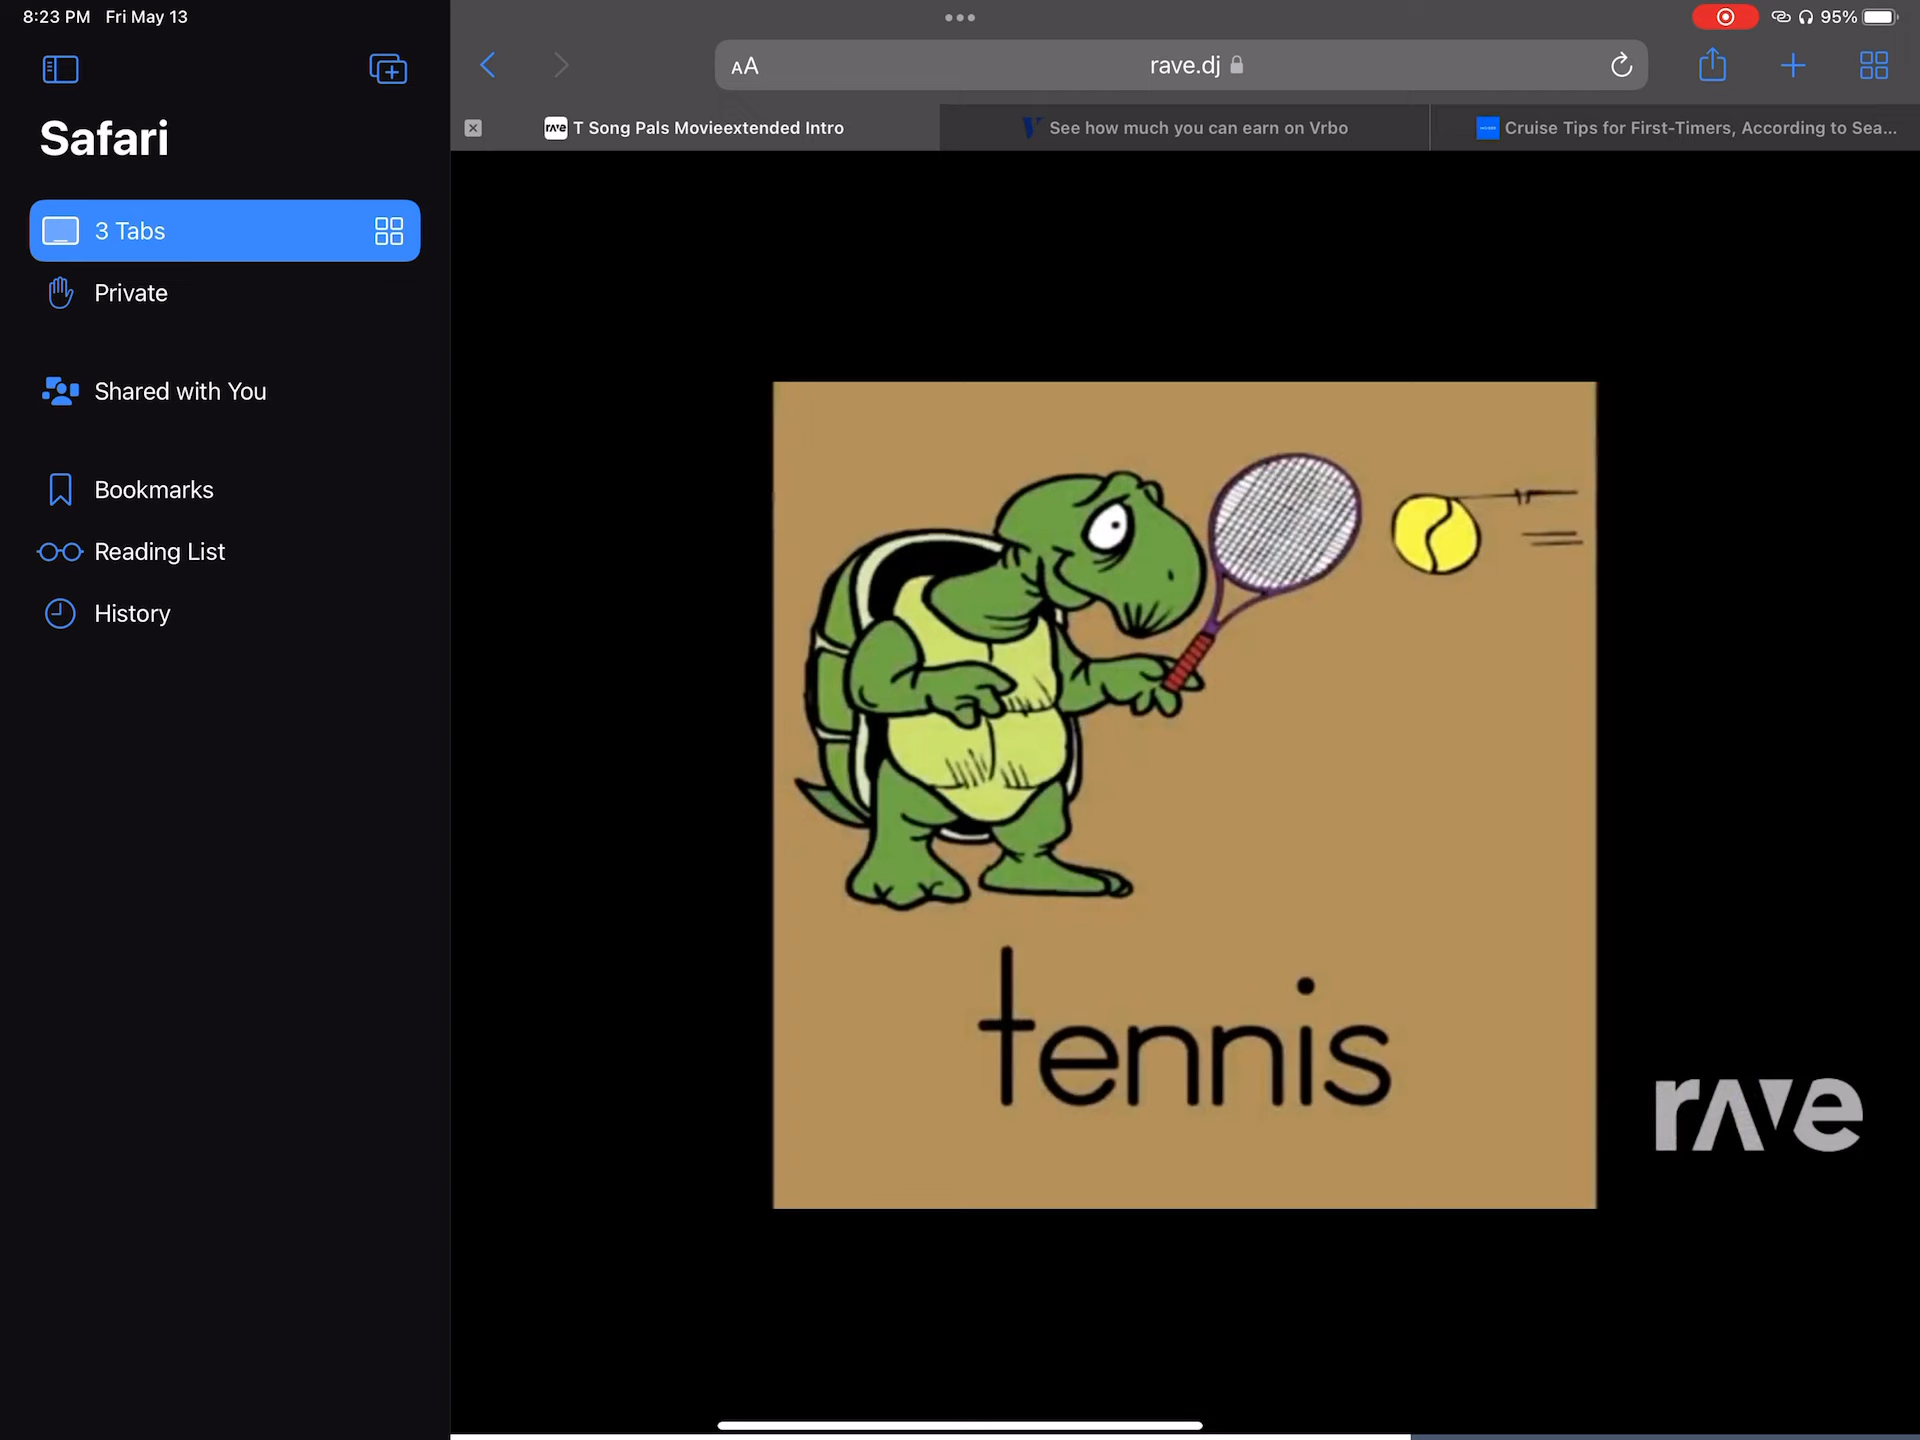 8:23 PM Fri May 13
95%
Safari
3 Tabs
Private
Shared with You
Bookmarks
Reading List
History
AA
rave.dj
rave T Song Pals Movieextended Intro
See how much you can earn on Vrbo
Cruise Tips for First-Timers, According to Sea...
tennis
rave